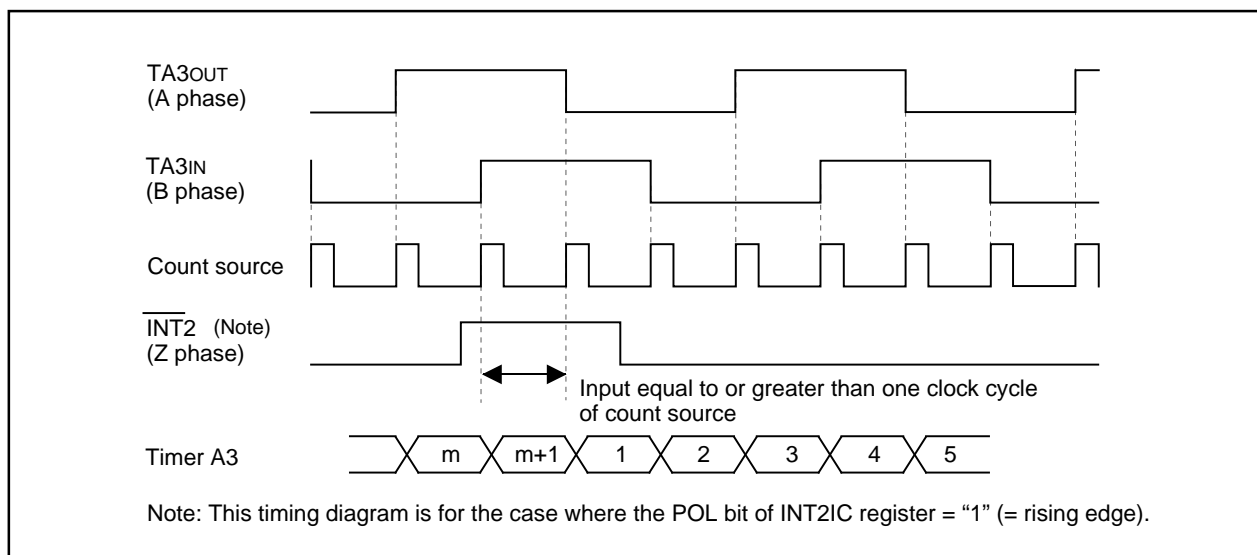 TA3OUT
(A phase)
TA3IN
(B phase)
Count source
INT2 (Note)
(Z phase)
Input equal to or greater than one clock cycle
of count source
Timer A3 m m+1 1 2 3 4 5
Note: This timing diagram is for the case where the POL bit of INT2IC register = “1” (= rising edge).